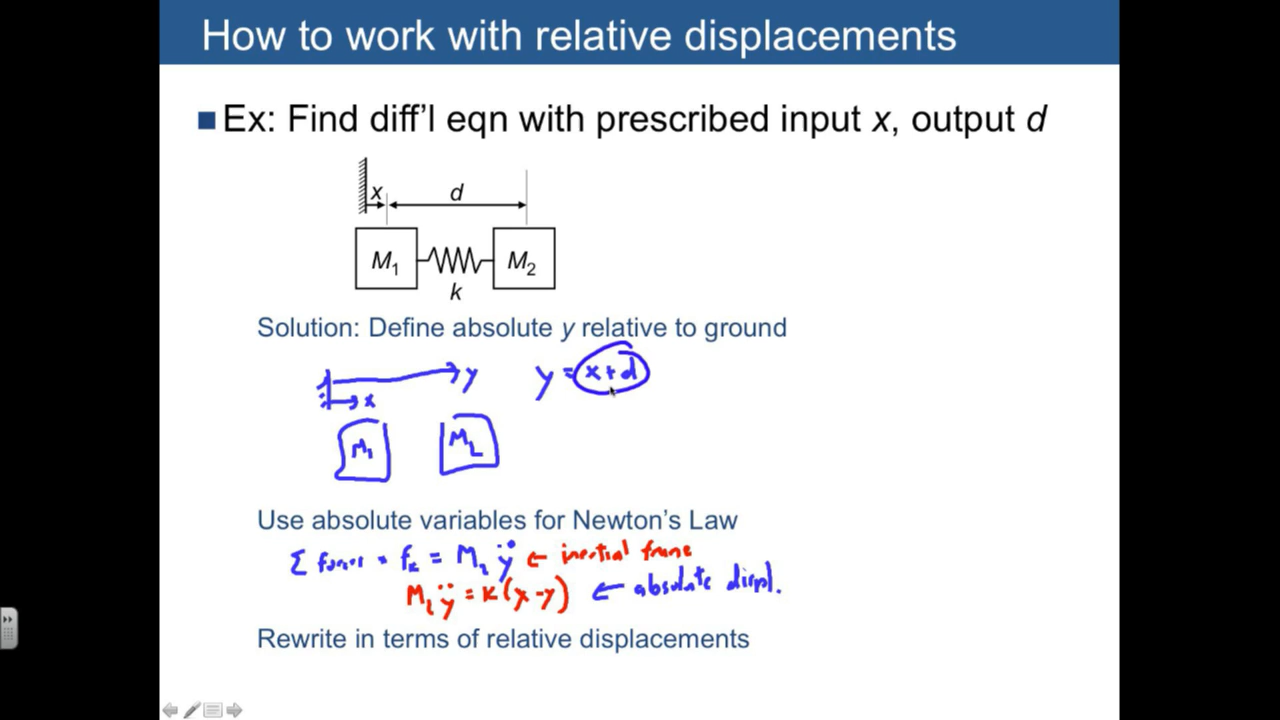 How to work with relative displacements
Ex: Find diff'l eqn with prescribed input x, output d
x
d
M1
M2
k
Solution: Define absolute y relative to ground
y
x
y = x + d
M1
M2
Use absolute variables for Newton's Law
Σ forces = fk = M2 ÿ ← inertial frame
M2 ÿ = k(x-y) ← absolute displ.
Rewrite in terms of relative displacements